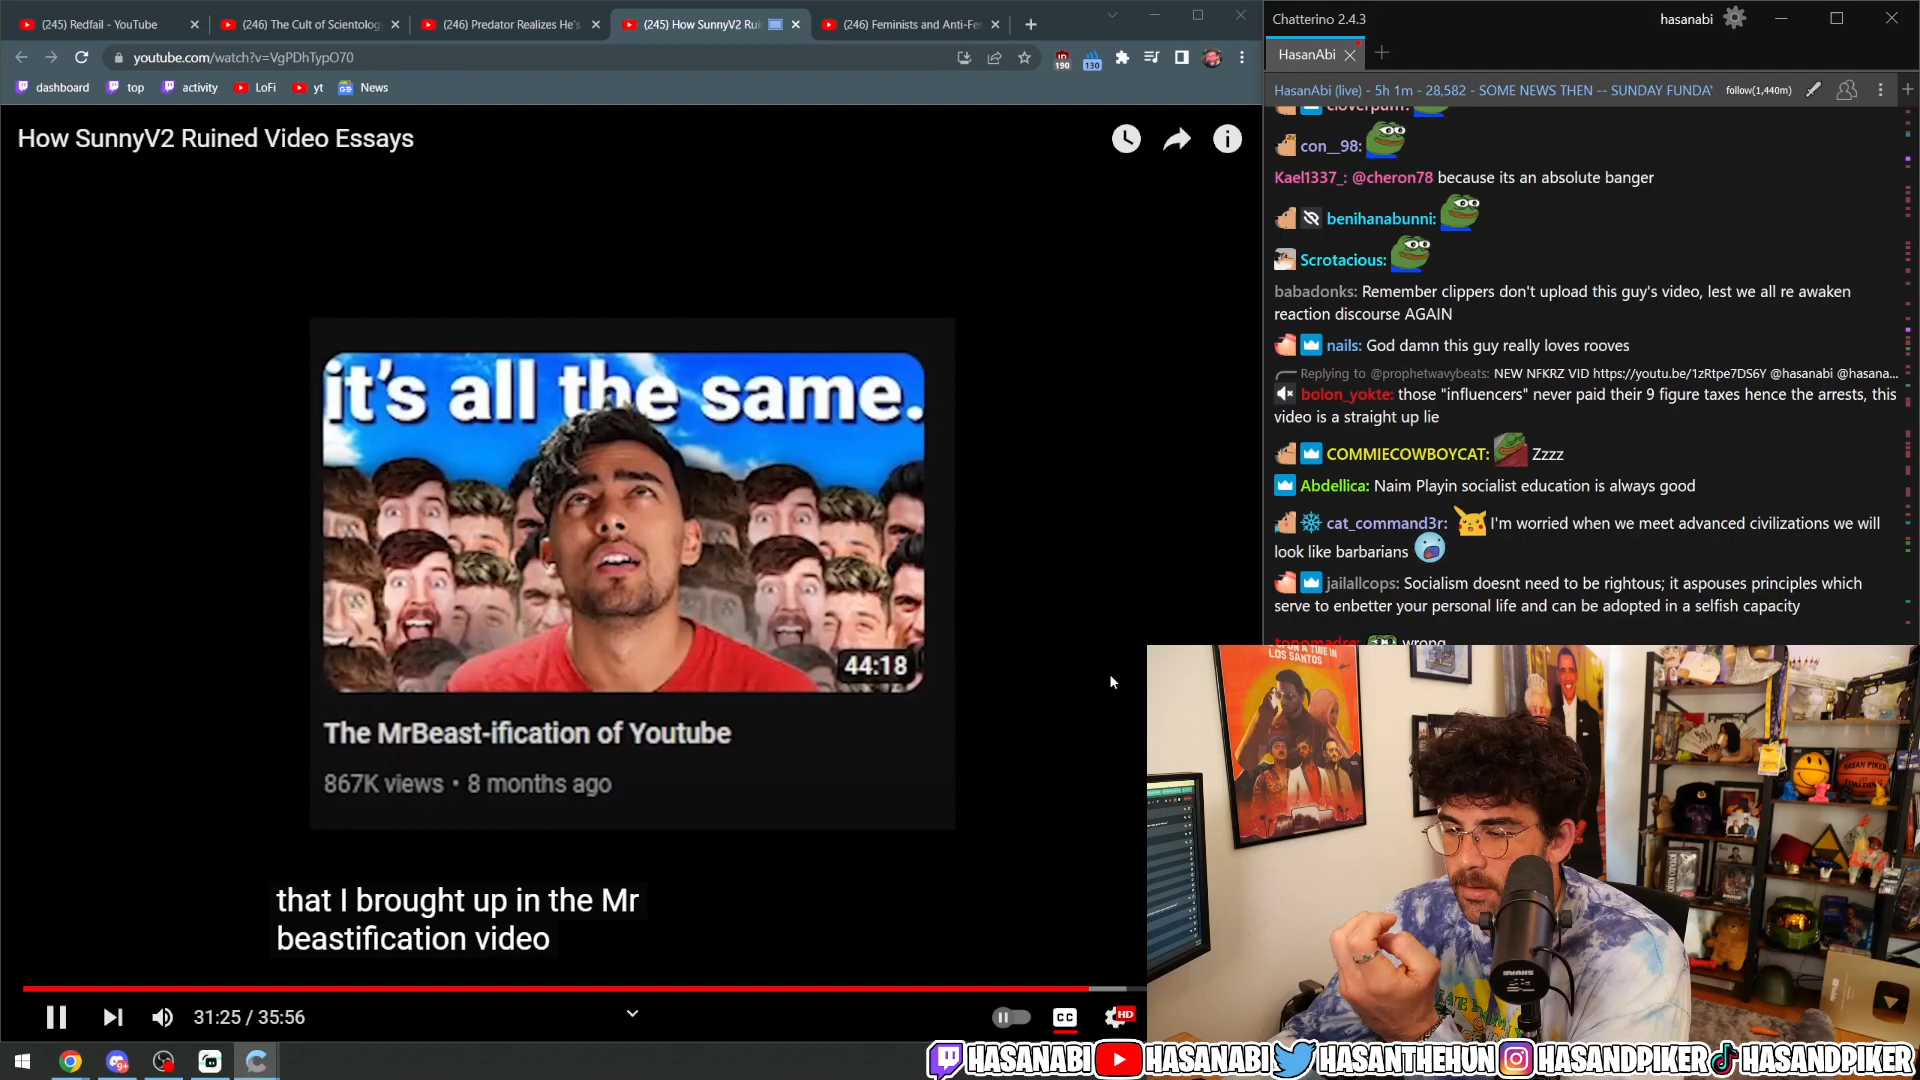 (245) Redfail - YouTube
(246) The Cult of Scientolog
(246) Predator Realizes He's
(245) How SunnyV2 Rui
(246) Feminists and Anti-Fe
youtube.com/watch?v=VgPDhTypO70
190
130
dashboard
top
activity
LoFi
yt
News
How SunnyV2 Ruined Video Essays
it's all the same.
44:18
The MrBeast-ification of Youtube
867K views • 8 months ago
that I brought up in the Mr
beastification video
31:25 / 35:56
CC
HD
Chatterino 2.4.3
hasanabi
HasanAbi
HasanAbi (live) - 5h 1m - 28,582 - SOME NEWS THEN -- SUNDAY FUNDA
follow(1,440m)
con__98:
Kael1337_: @cheron78 because its an absolute banger
benihanabunni:
Scrotacious:
babadonks: Remember clippers don't upload this guy's video, lest we all re awaken
reaction discourse AGAIN
nails: God damn this guy really loves rooves
Replying to @prophetwavybeats: NEW NFKRZ VID https://youtu.be/1zRtpe7DS6Y @hasanabi @hasana...
bolon_yokte: those "influencers" never paid their 9 figure taxes hence the arrests, this
video is a straight up lie
COMMIECOWBOYCAT: Zzzz
Abdellica: Naim Playin socialist education is always good
cat_command3r: I'm worried when we meet advanced civilizations we will
look like barbarians
jailallcops: Socialism doesnt need to be rightous; it aspouses principles which
serve to enbetter your personal life and can be adopted in a selfish capacity
wrong
LOS SANTOS
HASAN PIKER
HASANABI
HASANABI
HASANTHEHUN
HASANDPIKER
HASANDPIKER